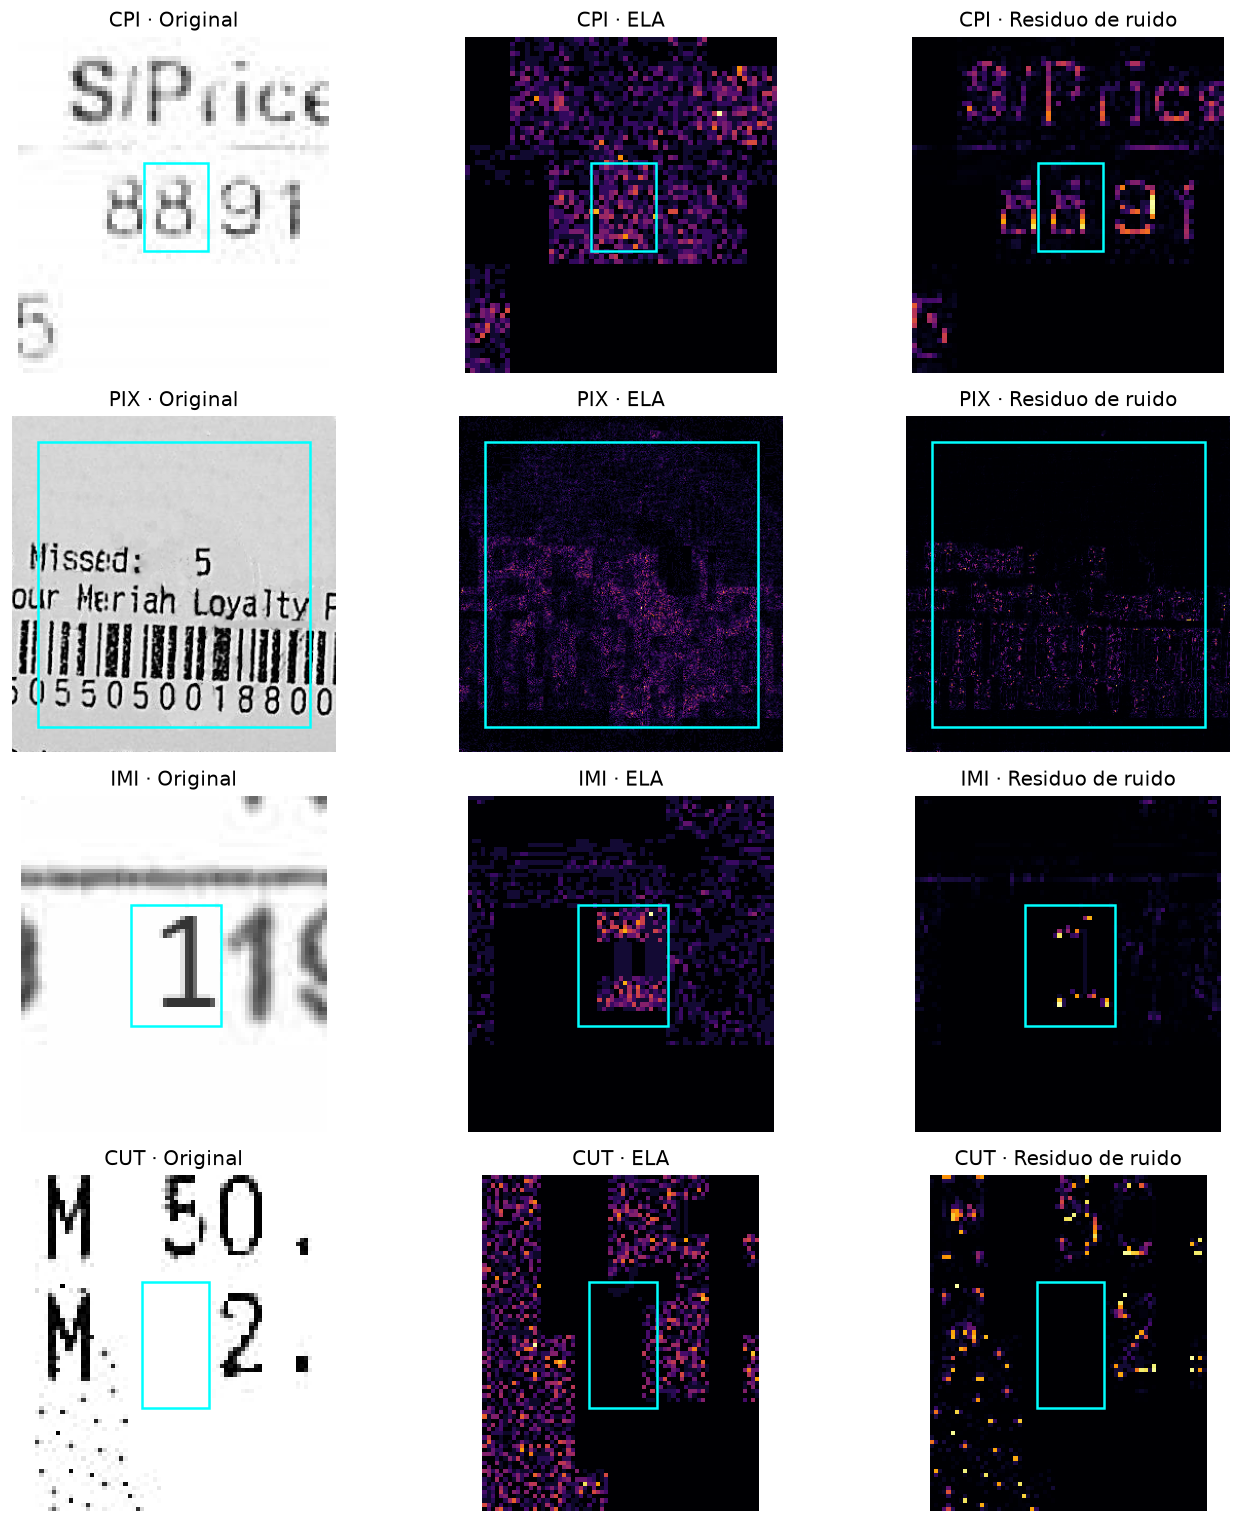 CPI · Original
CPI · ELA
CPI · Residuo de ruido
S/Price
8891
5
PIX · Original
PIX · ELA
PIX · Residuo de ruido
Missed: 5
our Meriah Loyalty P
5055050018800
IMI · Original
IMI · ELA
IMI · Residuo de ruido
119
CUT · Original
CUT · ELA
CUT · Residuo de ruido
M 50.
M 2.